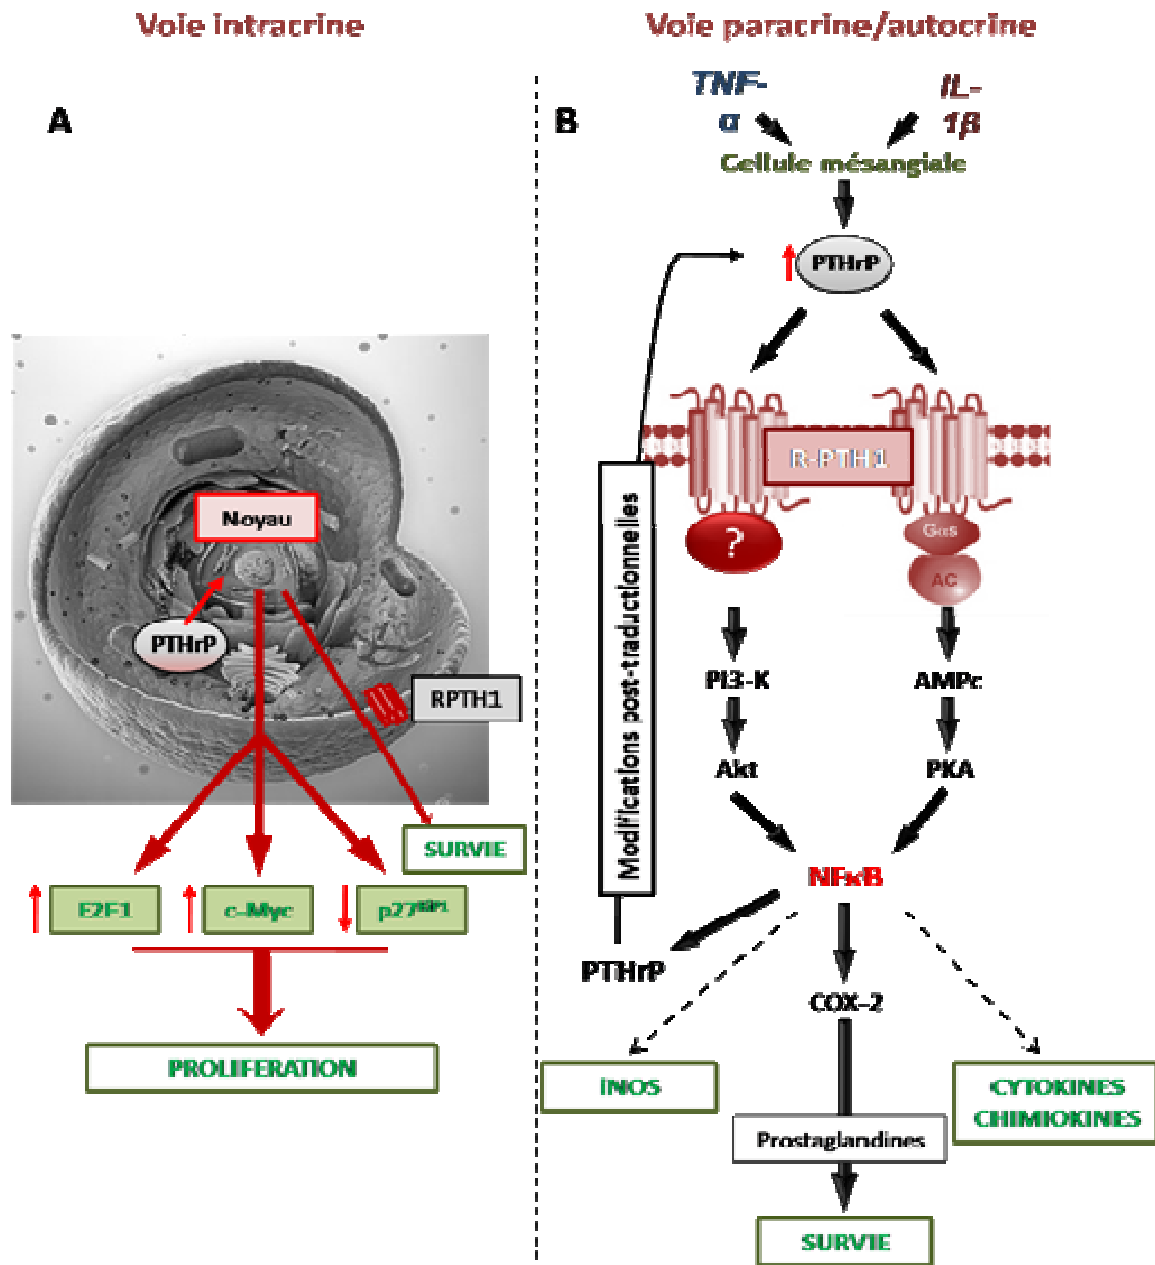 Voie intracrine
Voie paracrine/autocrine
A
Noyau
PTHrP
RPTH1
SURVIE
E2F1
c-Myc
p27KIP1
PROLIFERATION
B
TNF-
α
IL-
1β
Cellule mésangiale
PTHrP
R-PTH1
?
Gαs
AC
Modifications post-traductionnelles
PI3-K
AMPc
Akt
PKA
NFκB
PTHrP
COX-2
iNOS
CYTOKINES
CHIMIOKINES
Prostaglandines
SURVIE